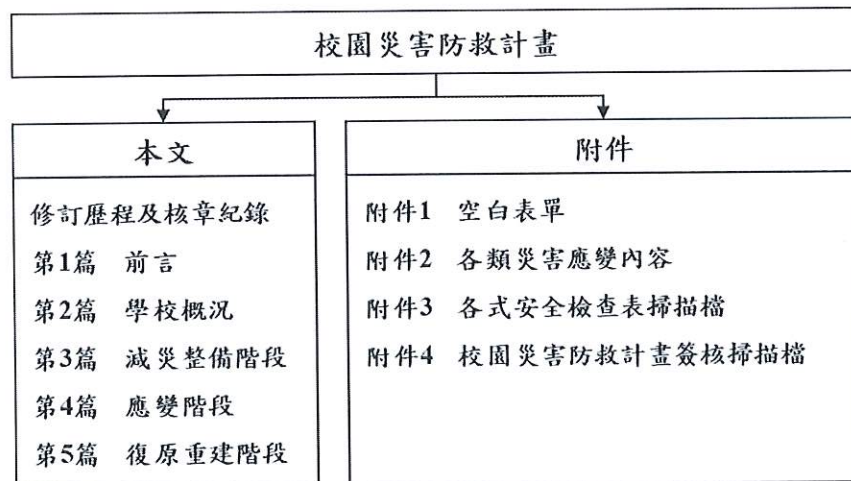 校園災害防救計畫
本文
修訂歷程及核章紀錄
第1篇 前言
第2篇 學校概況
第3篇 減災整備階段
第4篇 應變階段
第5篇 復原重建階段
附件
附件1 空白表單
附件2 各類災害應變內容
附件3 各式安全檢查表掃描檔
附件4 校園災害防救計畫簽核掃描檔